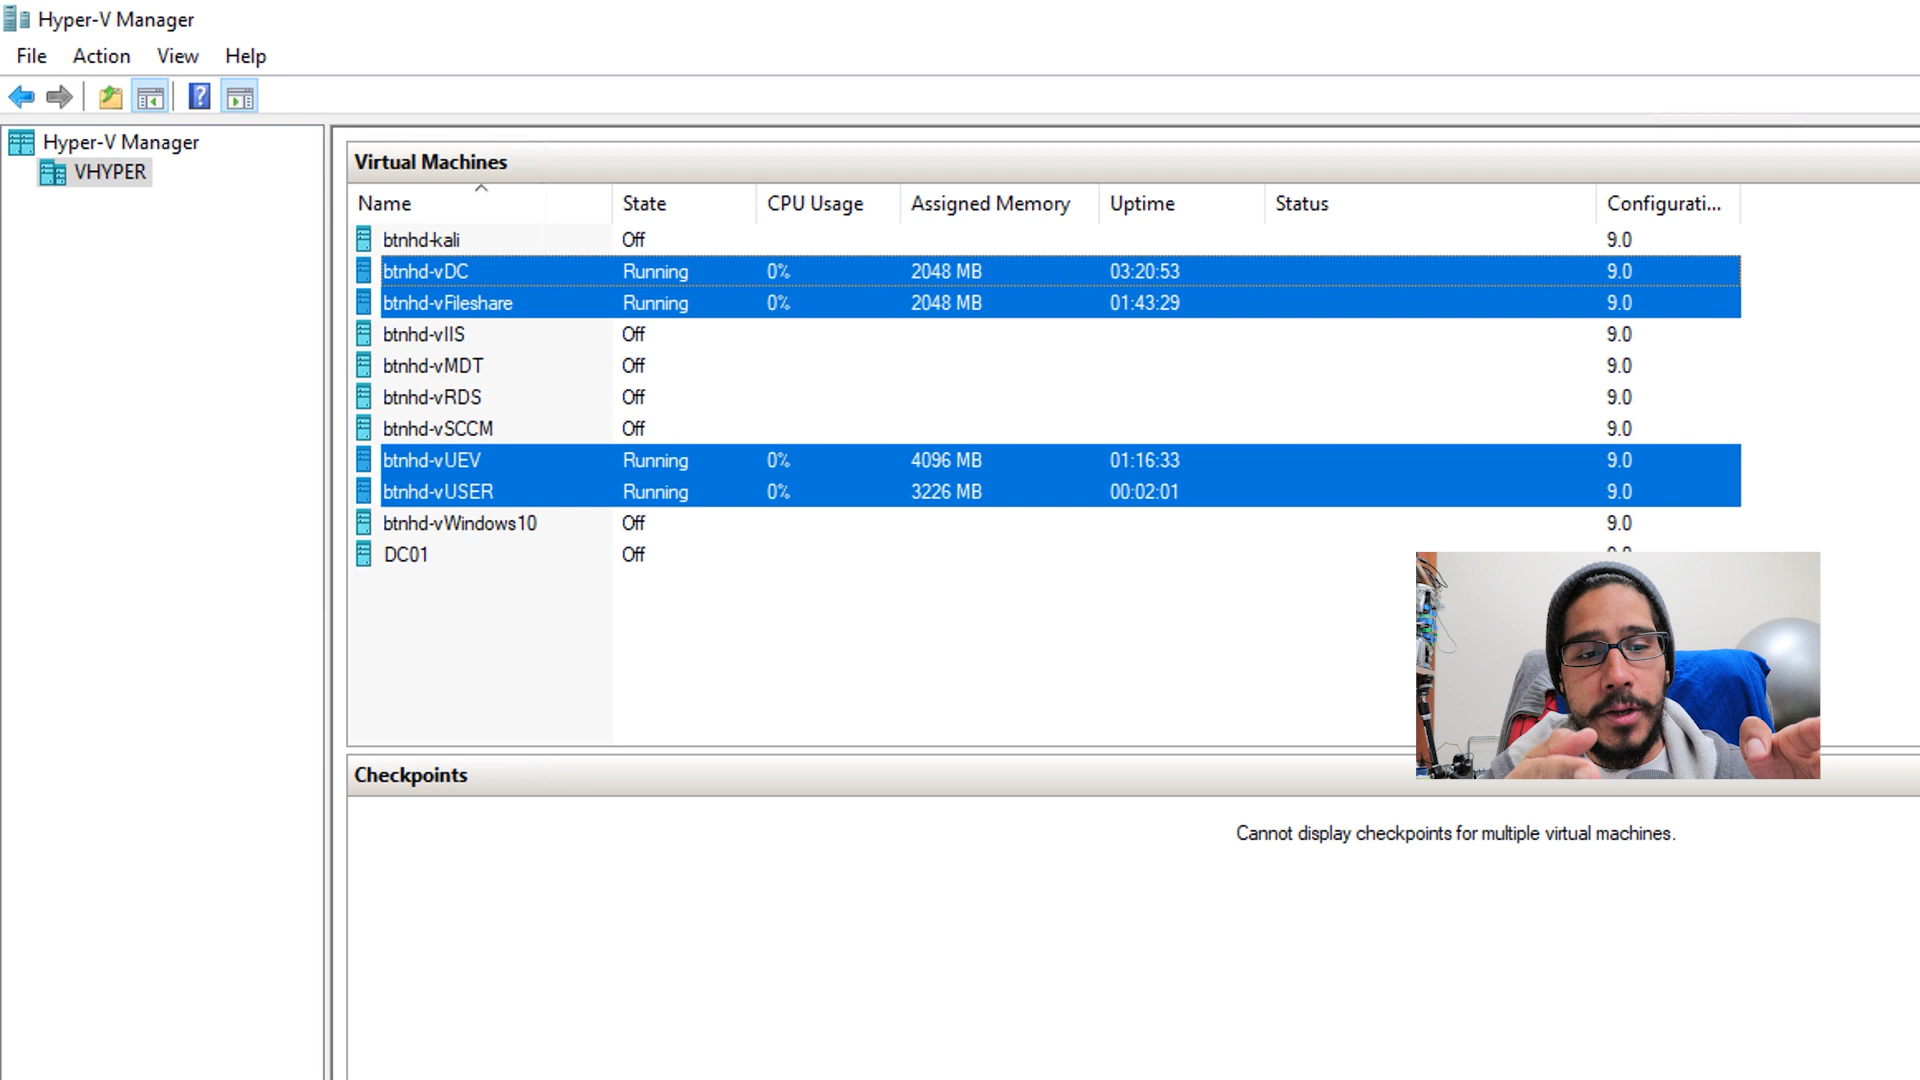 Hyper-V Manager
File Action View Help
Hyper-V Manager
VHYPER
Virtual Machines
Name State CPU Usage Assigned Memory Uptime Status Configurati...
btnhd-kali Off 9.0
btnhd-vDC Running 0% 2048 MB 03:20:53 9.0
btnhd-vFileshare Running 0% 2048 MB 01:43:29 9.0
btnhd-vIIS Off 9.0
btnhd-vMDT Off 9.0
btnhd-vRDS Off 9.0
btnhd-vSCCM Off 9.0
btnhd-vUEV Running 0% 4096 MB 01:16:33 9.0
btnhd-vUSER Running 0% 3226 MB 00:02:01 9.0
btnhd-vWindows10 Off 9.0
DC01 Off
Checkpoints
Cannot display checkpoints for multiple virtual machines.